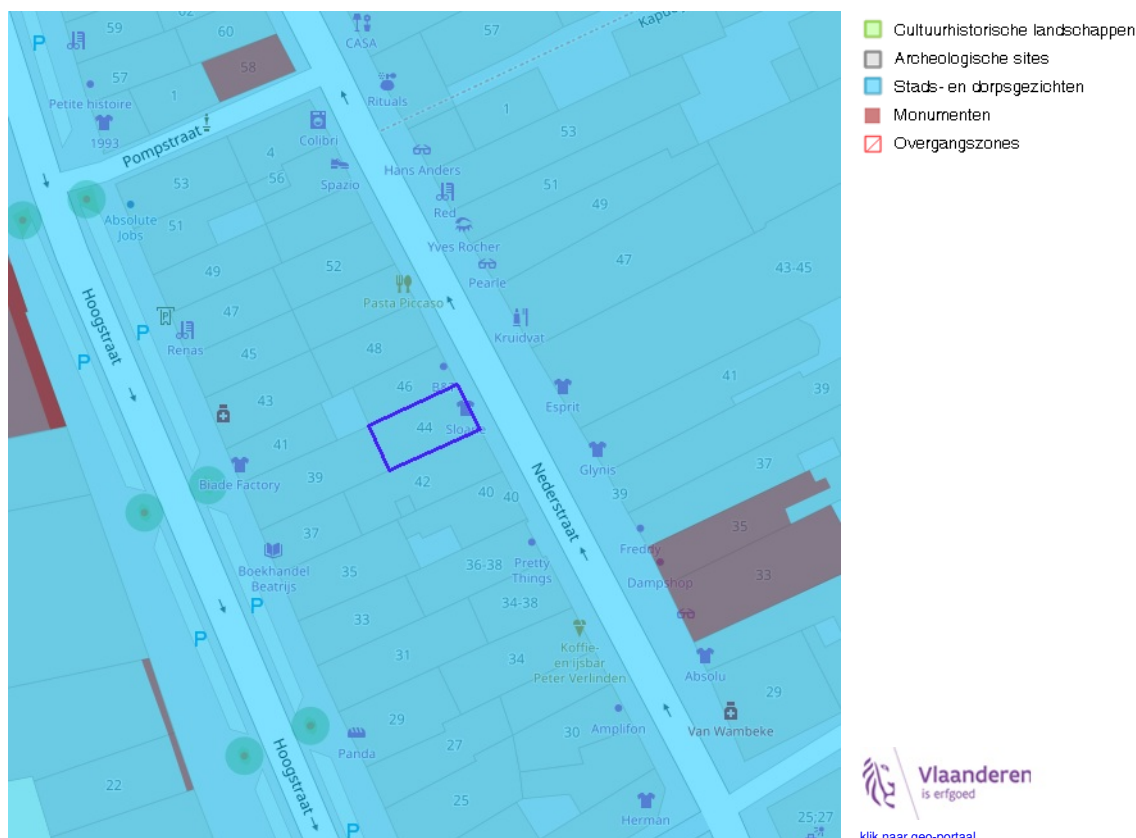 59
62
60
CASA
57
Kapoe
P
57
58
Petite histoire
1
1993
Rituals
1
Pompstraat
Colibri
53
4
Hans Anders
53
56
Spazio
51
Absolute
Jobs
51
Red
49
Yves Rocher
49
52
47
Pearle
43-45
Hoogstraat
47
Pasta Piccaso
P
P
Kruidvat
Renas
48
45
P
41
46
39
43
Esprit
44
Sloane
41
Glynis
39
42
37
Biade Factory
40
40
39
Nederstraat
35
37
Freddy
Boekhandel
Beatrijs
35
36-38
Pretty
Things
Dampshop
33
34-38
P
33
P
31
34
Koffie-
en ijsbar
Peter Verlinden
Absolu
29
29
Amplifon
Van Wambeke
Hoogstraat
Panda
27
30
22
25
Herman
25;27
P
Cultuurhistorische landschappen
Archeologische sites
Stads- en dorpsgezichten
Monumenten
Overgangszones
Vlaanderen
is erfgoed
klik naar geo-portaal